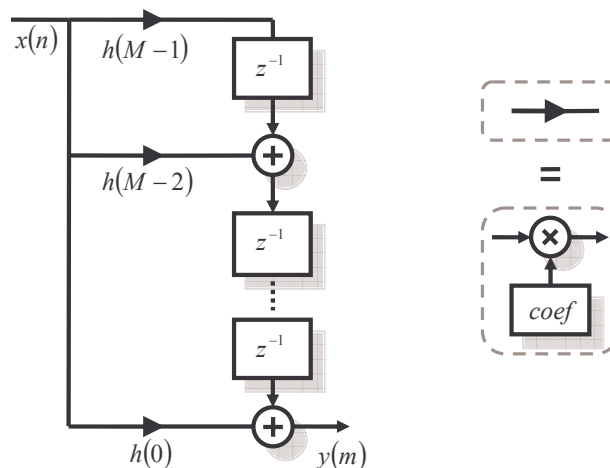 x(n)
h(M−1)
z⁻¹
+
h(M−2)
z⁻¹
z⁻¹
+
h(0)
y(m)
=
×
coef